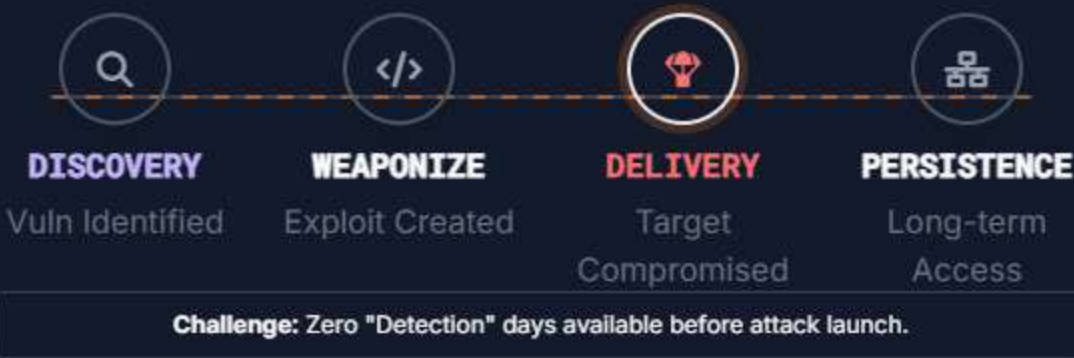 DISCOVERY
Vuln Identified
WEAPONIZE
Exploit Created
DELIVERY
Target
Compromised
PERSISTENCE
Long-term
Access
Challenge: Zero "Detection" days available before attack launch.